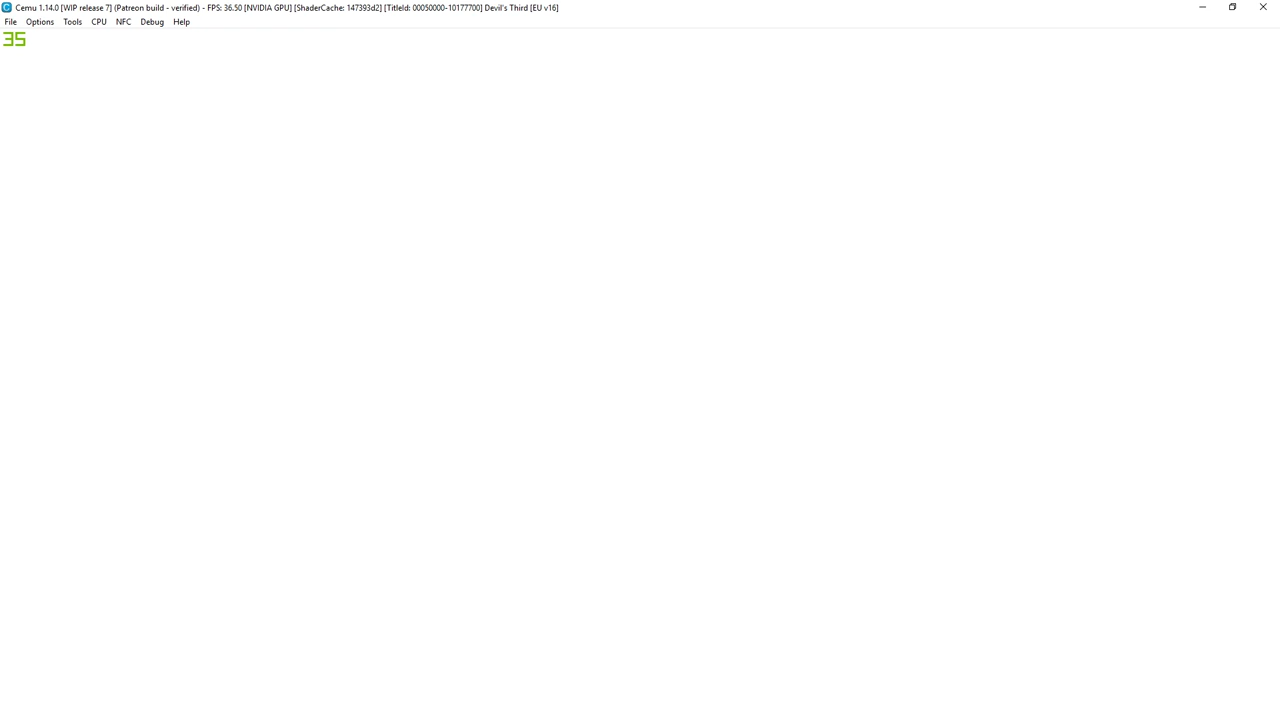 Cemu 1.14.0 [WIP release 7] (Patreon build - verified) - FPS: 36.50 [NVIDIA GPU] [ShaderCache: 147393d2] [TitleId: 00050000-10177700] Devil's Third [EU v16]
File Options Tools CPU NFC Debug Help
35